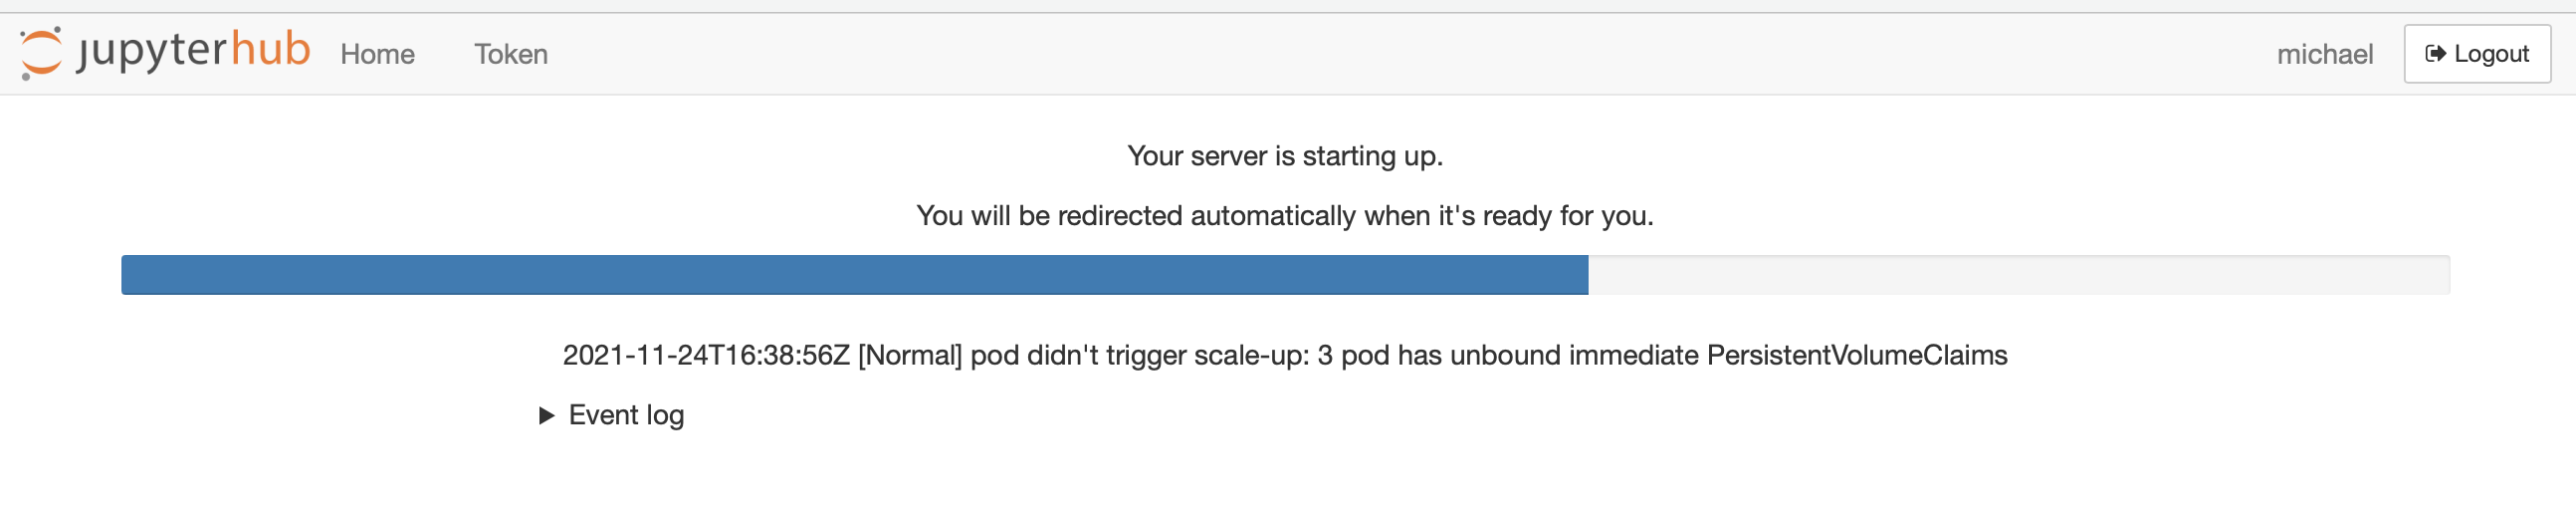 jupyterhub Home Token michael Logout
Your server is starting up.
You will be redirected automatically when it's ready for you.
2021-11-24T16:38:56Z [Normal] pod didn't trigger scale-up: 3 pod has unbound immediate PersistentVolumeClaims
Event log